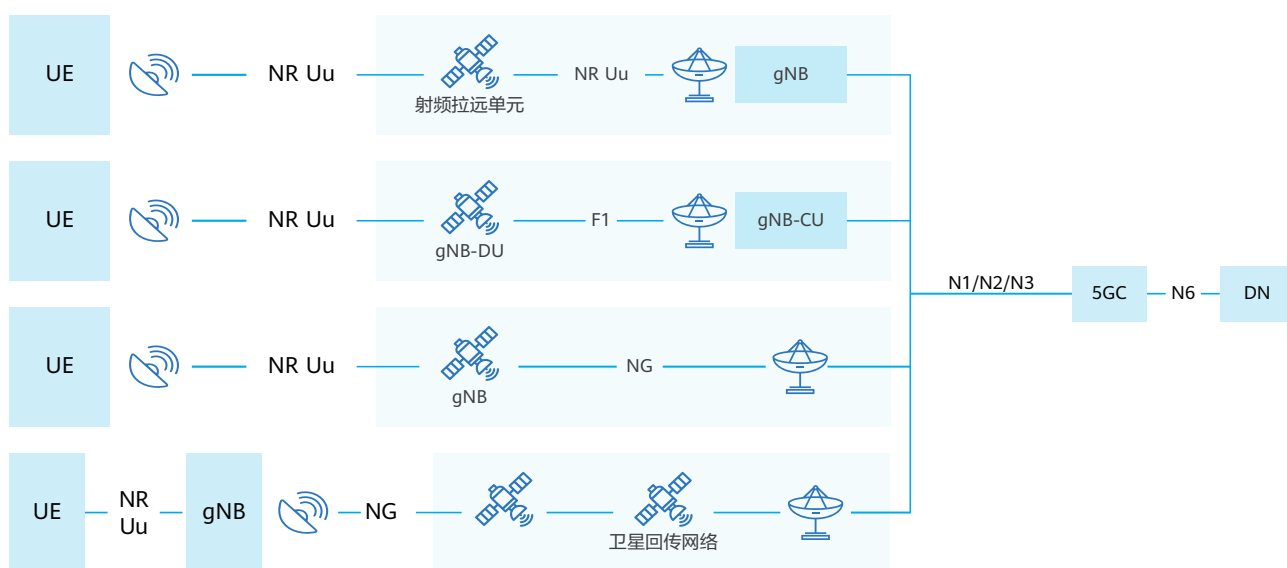 UE
NR Uu
射频拉远单元
NR Uu
gNB
UE
NR Uu
gNB-DU
F1
gNB-CU
N1/N2/N3
5GC
N6
DN
UE
NR Uu
gNB
NG
UE
NR
Uu
gNB
NG
卫星回传网络